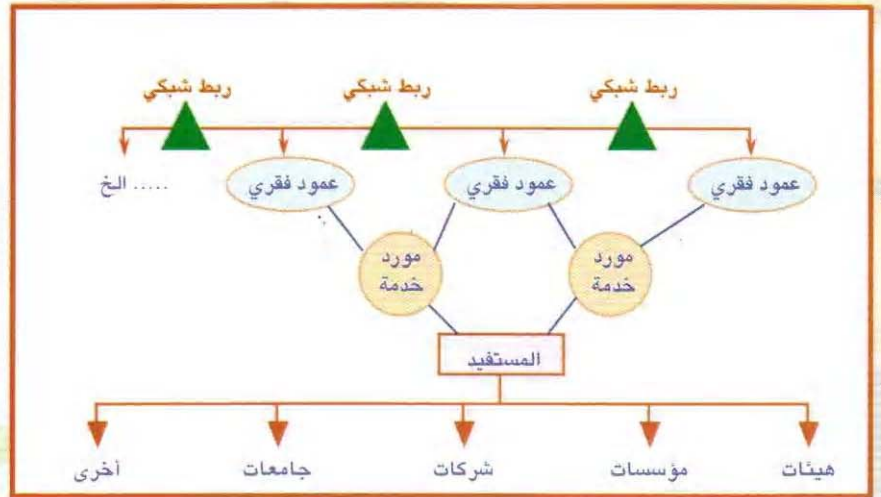 ربط شبكي
ربط شبكي
ربط شبكي
عمود فقري
عمود فقري
عمود فقري
..... الخ
مورد
خدمة
مورد
خدمة
المستفيد
هيئات
مؤسسات
شركات
جامعات
أخرى